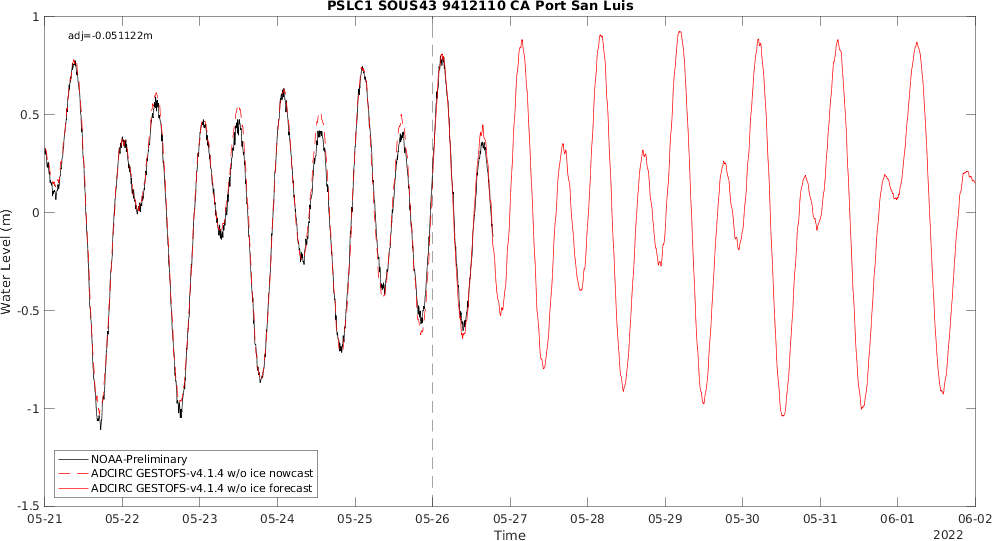 PSLC1 SOUS43 9412110 CA Port San Luis
adj=-0.051122m
1
0.5
0
-0.5
-1
-1.5
Water Level (m)
NOAA-Preliminary
ADCIRC GESTOFS-v4.1.4 w/o ice nowcast
ADCIRC GESTOFS-v4.1.4 w/o ice forecast
05-21 05-22 05-23 05-24 05-25 05-26 05-27 05-28 05-29 05-30 05-31 06-01 06-02
Time
2022